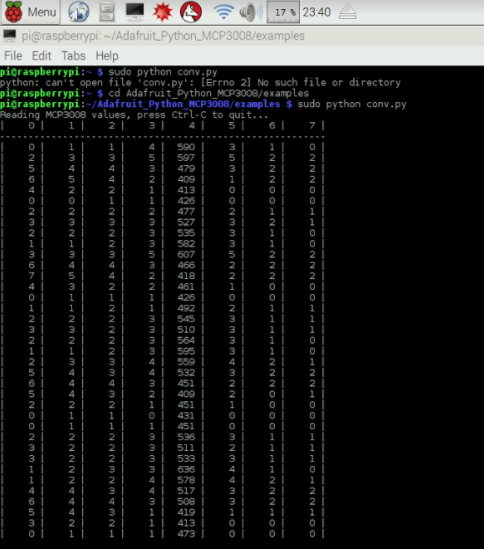 Menu 17 % 23:40
pi@raspberrypi: ~/Adafruit_Python_MCP3008/examples
File Edit Tabs Help
pi@raspberrypi:~ $ sudo python conv.py
python: can't open file 'conv.py': [Errno 2] No such file or directory
pi@raspberrypi:~ $ cd Adafruit_Python_MCP3008/examples
pi@raspberrypi:~/Adafruit_Python_MCP3008/examples $ sudo python conv.py
Reading MCP3008 values, press Ctrl-C to quit...
| 0 | 1 | 2 | 3 | 4 | 5 | 6 | 7 |
---------------------------------------------------------
| 0 | 1 | 1 | 4 | 590 | 3 | 1 | 0 |
| 2 | 3 | 3 | 5 | 597 | 5 | 2 | 2 |
| 5 | 4 | 4 | 3 | 479 | 3 | 2 | 2 |
| 6 | 5 | 4 | 2 | 409 | 1 | 2 | 2 |
| 4 | 2 | 2 | 1 | 413 | 0 | 0 | 0 |
| 0 | 0 | 1 | 1 | 426 | 0 | 0 | 0 |
| 2 | 2 | 2 | 2 | 477 | 2 | 1 | 1 |
| 3 | 3 | 3 | 3 | 527 | 3 | 2 | 1 |
| 2 | 2 | 2 | 3 | 535 | 3 | 1 | 0 |
| 1 | 1 | 2 | 3 | 582 | 3 | 1 | 0 |
| 3 | 3 | 3 | 5 | 607 | 5 | 2 | 2 |
| 6 | 4 | 4 | 3 | 466 | 2 | 2 | 2 |
| 7 | 5 | 4 | 2 | 418 | 2 | 2 | 2 |
| 4 | 3 | 2 | 2 | 461 | 1 | 0 | 0 |
| 0 | 1 | 1 | 1 | 426 | 0 | 0 | 0 |
| 1 | 1 | 2 | 1 | 492 | 2 | 1 | 1 |
| 2 | 2 | 2 | 3 | 545 | 3 | 1 | 1 |
| 3 | 3 | 2 | 3 | 510 | 3 | 1 | 1 |
| 2 | 2 | 2 | 3 | 564 | 3 | 1 | 0 |
| 1 | 1 | 2 | 3 | 595 | 3 | 1 | 0 |
| 2 | 3 | 3 | 4 | 559 | 4 | 2 | 1 |
| 5 | 4 | 3 | 4 | 532 | 3 | 2 | 2 |
| 6 | 4 | 4 | 3 | 451 | 2 | 2 | 2 |
| 5 | 4 | 3 | 2 | 409 | 2 | 0 | 1 |
| 2 | 2 | 2 | 1 | 451 | 1 | 0 | 0 |
| 0 | 1 | 1 | 0 | 431 | 0 | 0 | 0 |
| 0 | 1 | 1 | 1 | 451 | 0 | 0 | 0 |
| 2 | 2 | 2 | 3 | 536 | 3 | 1 | 1 |
| 3 | 2 | 2 | 3 | 511 | 2 | 1 | 1 |
| 3 | 2 | 2 | 3 | 533 | 3 | 1 | 1 |
| 1 | 2 | 3 | 3 | 636 | 4 | 1 | 0 |
| 1 | 2 | 2 | 4 | 578 | 4 | 2 | 1 |
| 4 | 4 | 3 | 4 | 517 | 3 | 2 | 2 |
| 6 | 4 | 4 | 3 | 508 | 3 | 2 | 2 |
| 5 | 4 | 3 | 1 | 419 | 1 | 1 | 1 |
| 3 | 2 | 2 | 1 | 413 | 0 | 0 | 0 |
| 0 | 1 | 1 | 1 | 473 | 0 | 0 | 0 |